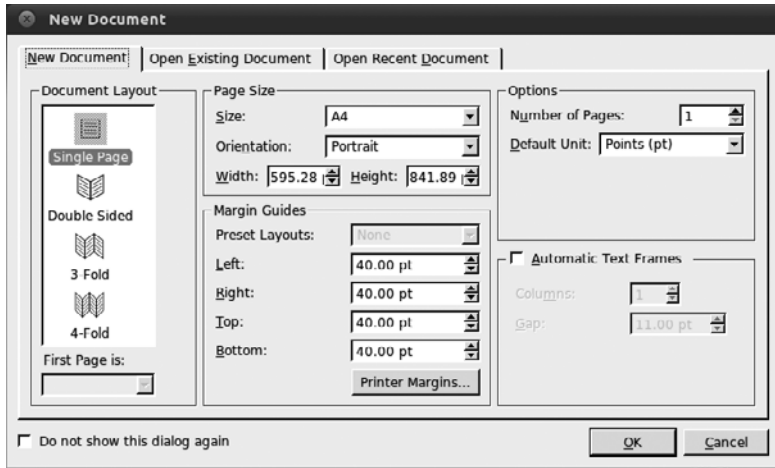 New Document
New Document
Open Existing Document
Open Recent Document
Document Layout
Single Page
Double Sided
3-Fold
4-Fold
First Page is:
Page Size
Size: A4
Orientation: Portrait
Width: 595.28 Height: 841.89
Margin Guides
Preset Layouts: None
Left: 40.00 pt
Right: 40.00 pt
Top: 40.00 pt
Bottom: 40.00 pt
Printer Margins...
Options
Number of Pages: 1
Default Unit: Points (pt)
Automatic Text Frames
Columns: 1
Gap: 11.00 pt
Do not show this dialog again
OK
Cancel